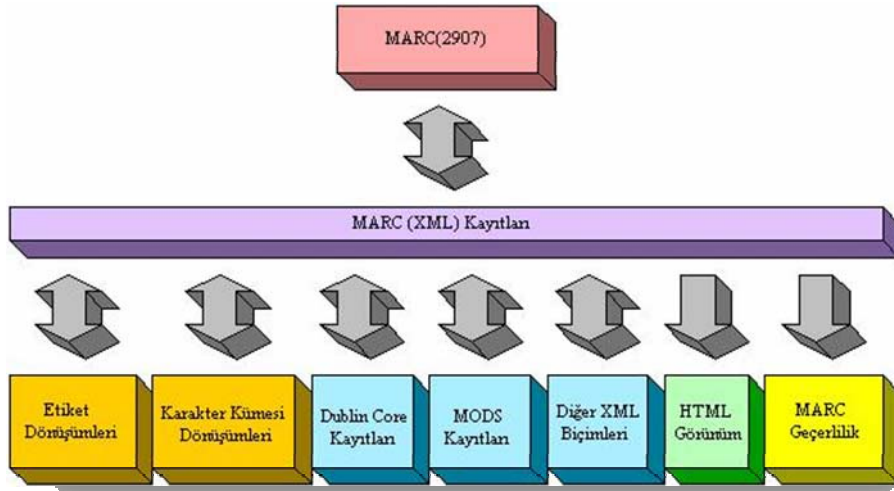 MARC(2907)
MARC (XML) Kayıtları
Etiket
Dönüşümleri
Karakter Kümesi
Dönüşümleri
Dublin Core
Kayıtları
MODS
Kayıtları
Diğer XML
Biçimleri
HTML
Görünüm
MARC
Geçerlilik